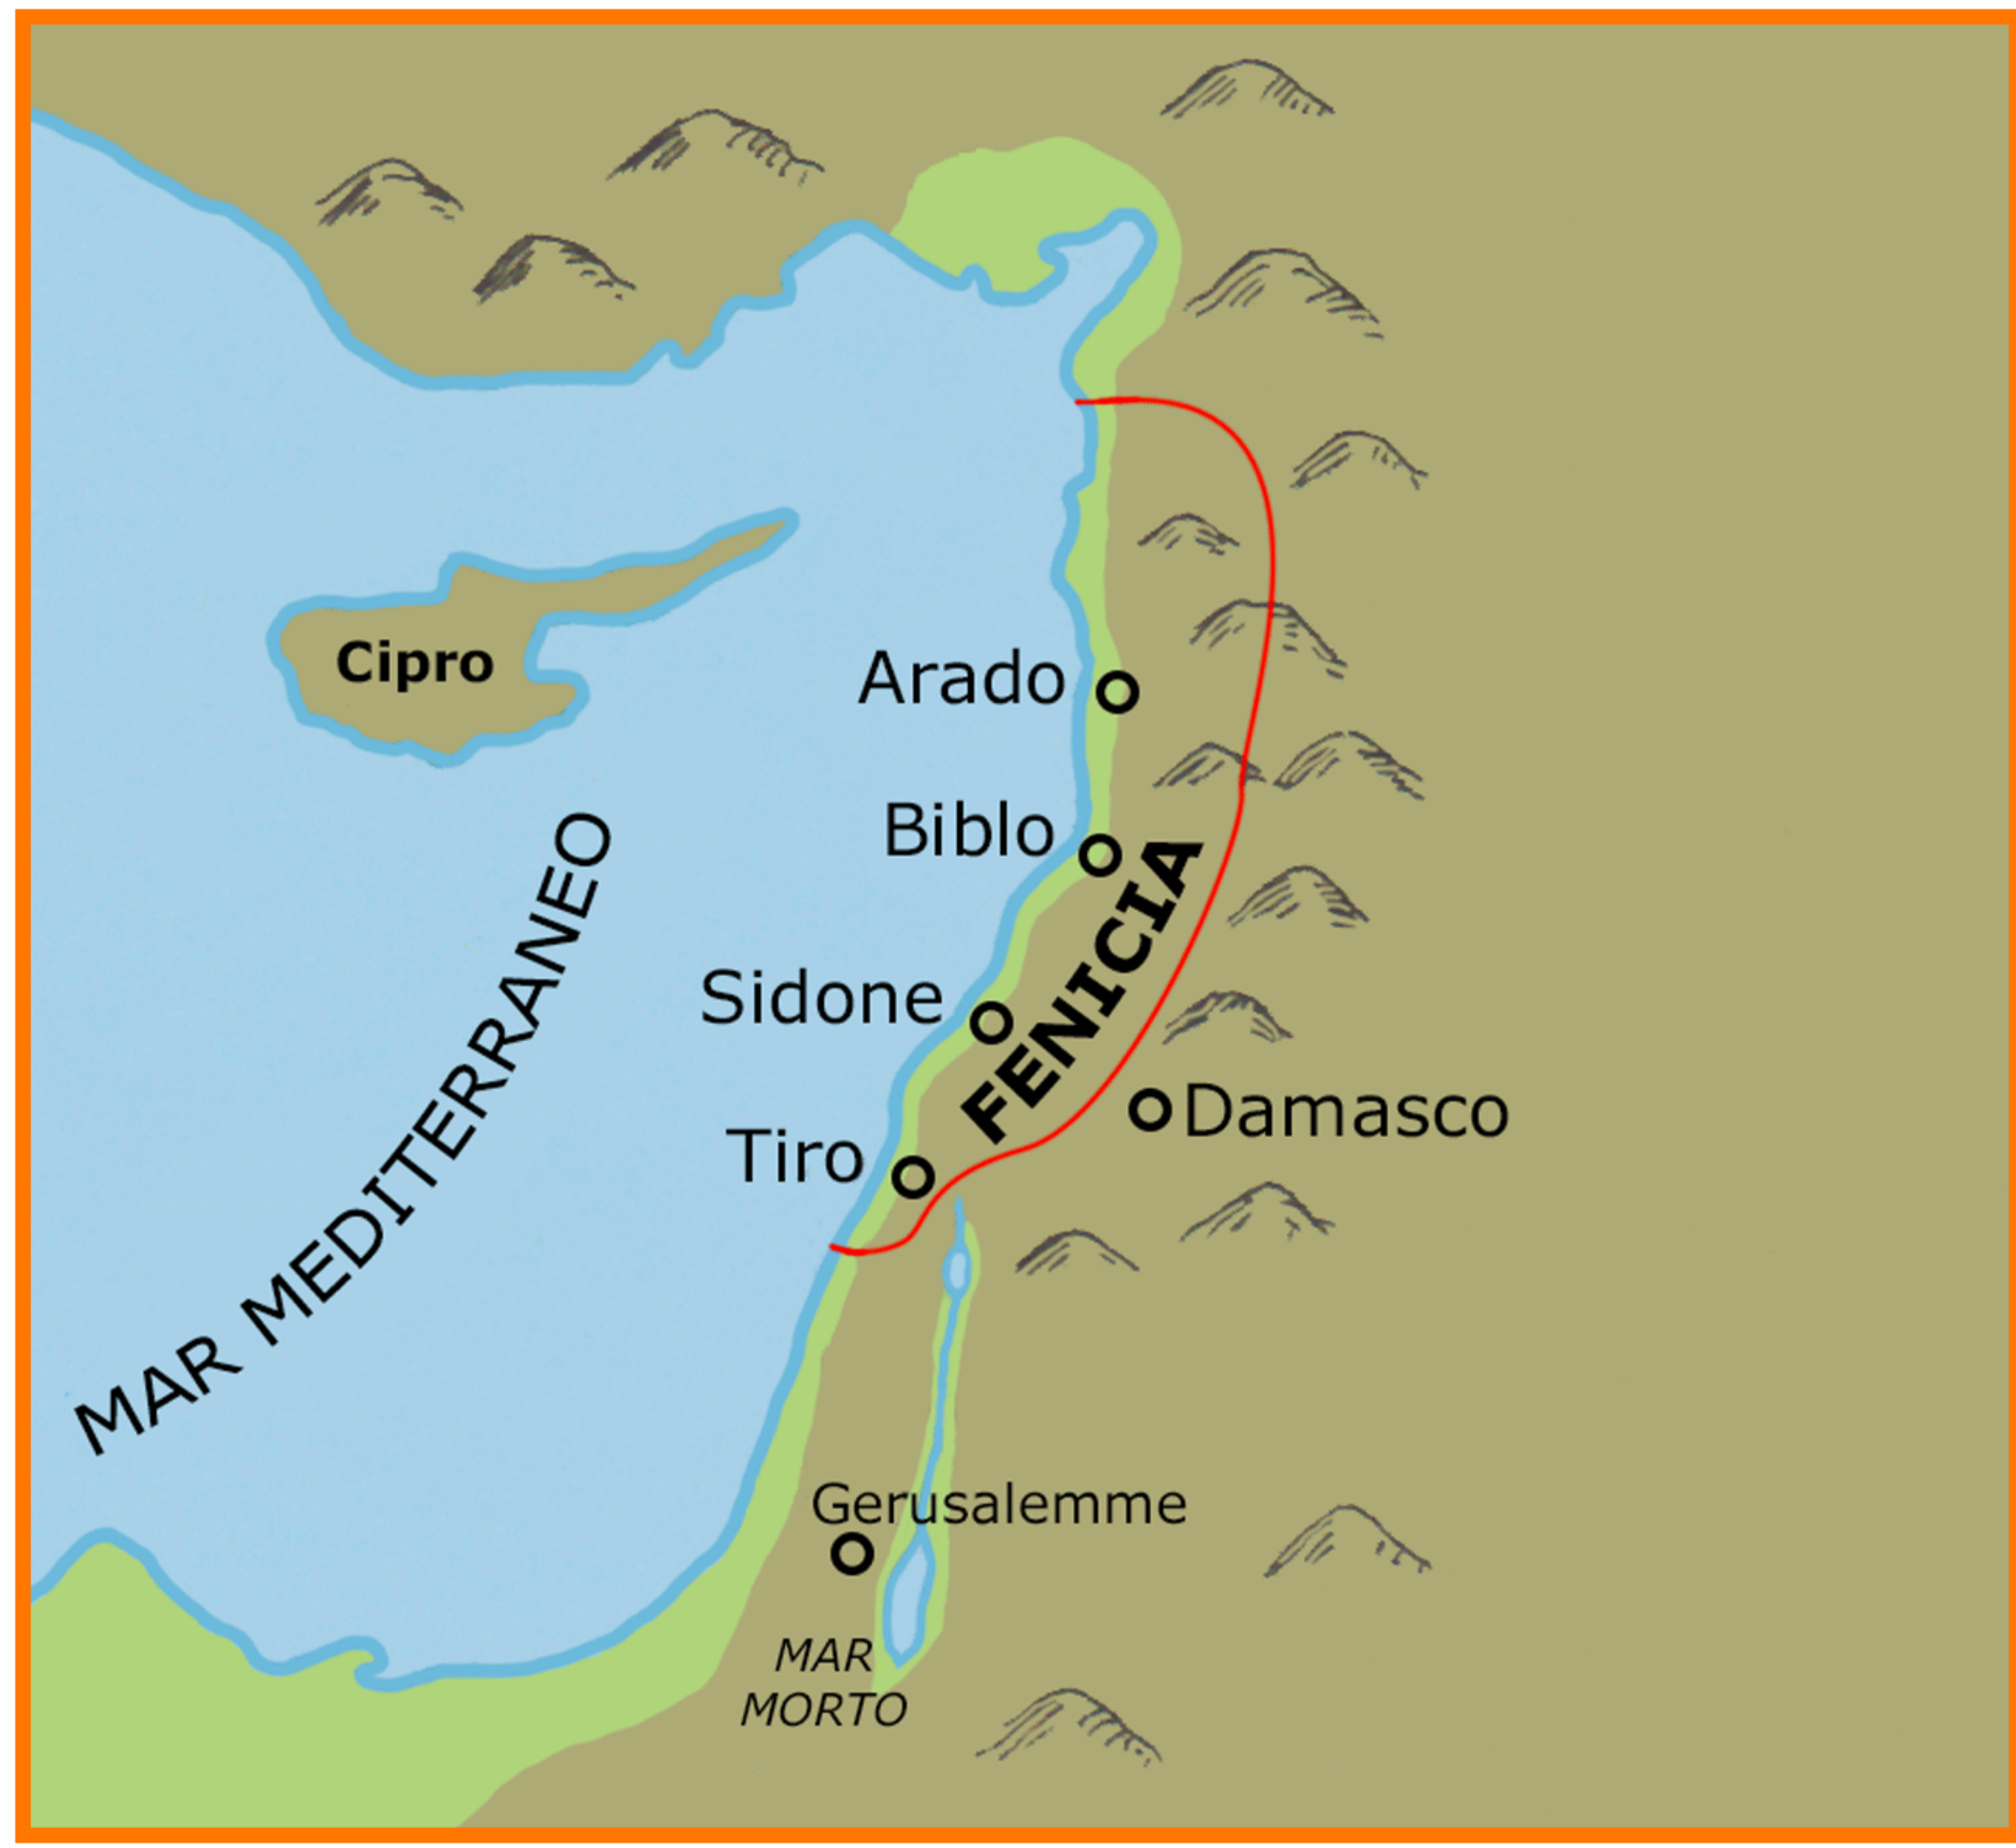 Cipro
Arado
Biblo
MAR MEDITERRANEO
FENICIA
Sidone
Damasco
Tiro
Gerusalemme
MAR
MORTO